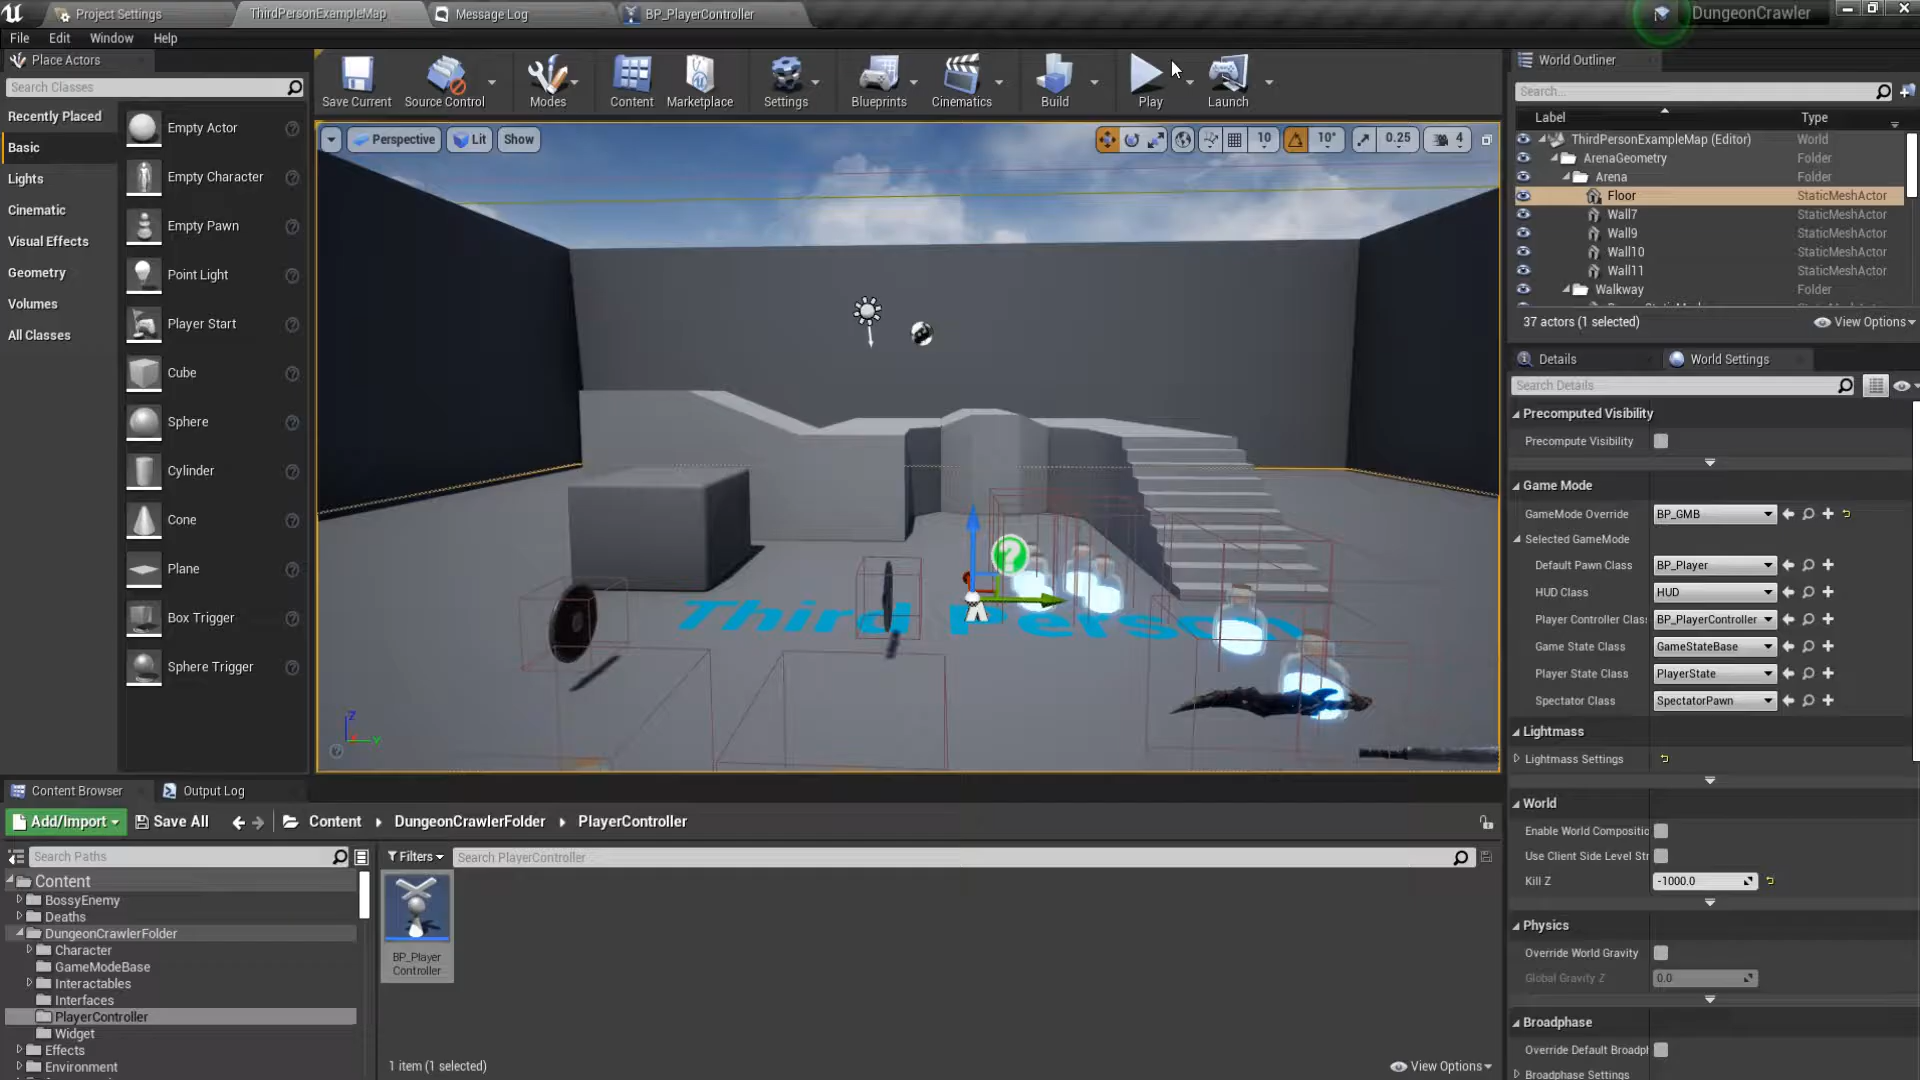 Project Settings
ThirdPersonExampleMap
Message Log
BP_PlayerController
DungeonCrawler
File Edit Window Help
Place Actors
Search Classes
Recently Placed
Basic
Lights
Cinematic
Visual Effects
Geometry
Volumes
All Classes
Empty Actor
Empty Character
Empty Pawn
Point Light
Player Start
Cube
Sphere
Cylinder
Cone
Plane
Box Trigger
Sphere Trigger
Save Current
Source Control
Modes
Content
Marketplace
Settings
Blueprints
Cinematics
Build
Play
Launch
Perspective
Lit
Show
10
10°
0.25
4
Third Person
Z
Y
World Outliner
Search...
Label Type
ThirdPersonExampleMap (Editor) World
ArenaGeometry Folder
Arena Folder
Floor StaticMeshActor
Wall7 StaticMeshActor
Wall9 StaticMeshActor
Wall10 StaticMeshActor
Wall11 StaticMeshActor
Walkway Folder
37 actors (1 selected)
View Options
Details
World Settings
Search Details
Precomputed Visibility
Precompute Visibility
Game Mode
GameMode Override BP_GMB
Selected GameMode
Default Pawn Class BP_Player
HUD Class HUD
Player Controller Clas: BP_PlayerController
Game State Class GameStateBase
Player State Class PlayerState
Spectator Class SpectatorPawn
Lightmass
Lightmass Settings
World
Enable World Compositio
Use Client Side Level Str
Kill Z -1000.0
Physics
Override World Gravity
Global Gravity Z 0.0
Broadphase
Override Default Broadph
Broadphase Settings
Content Browser
Output Log
Add/Import
Save All
Content
DungeonCrawlerFolder
PlayerController
Search Paths
Filters
Search PlayerController
Content
BossyEnemy
Deaths
DungeonCrawlerFolder
Character
GameModeBase
Interactables
Interfaces
PlayerController
Widget
Effects
Environment
BP_Player
Controller
1 item (1 selected)
View Options